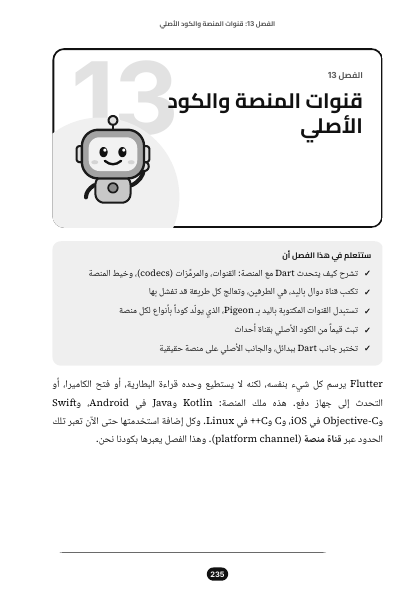 الفصل 13: قنوات المنصة والكود الأصلي
13
الفصل 13
قنوات المنصة والكود
الأصلي
ستتعلم في هذا الفصل أن
✓ تشرح كيف يتحدث Dart مع المنصة: القنوات، والمرمِّزات (codecs)، وخيط المنصة
✓ تكتب قناة دوال باليد، في الطرفين، وتعالج كل طريقة قد تفشل بها
✓ تستبدل القنوات المكتوبة باليد بـ Pigeon، الذي يولّد كوداً بأنواع لكل منصة
✓ تبث قيماً من الكود الأصلي بقناة أحداث
✓ تختبر جانب Dart ببدائل، والجانب الأصلي على منصة حقيقية
Flutter يرسم كل شيء بنفسه، لكنه لا يستطيع وحده قراءة البطارية، أو فتح الكاميرا، أو
التحدث إلى جهاز دفع. هذه ملك المنصة: Kotlin وJava في Android، وSwift
وObjective-C في iOS، وC و++C في Linux. وكل إضافة استخدمتها حتى الآن تعبر تلك
الحدود عبر قناة منصة (platform channel). وهذا الفصل يعبرها بكودنا نحن.
235